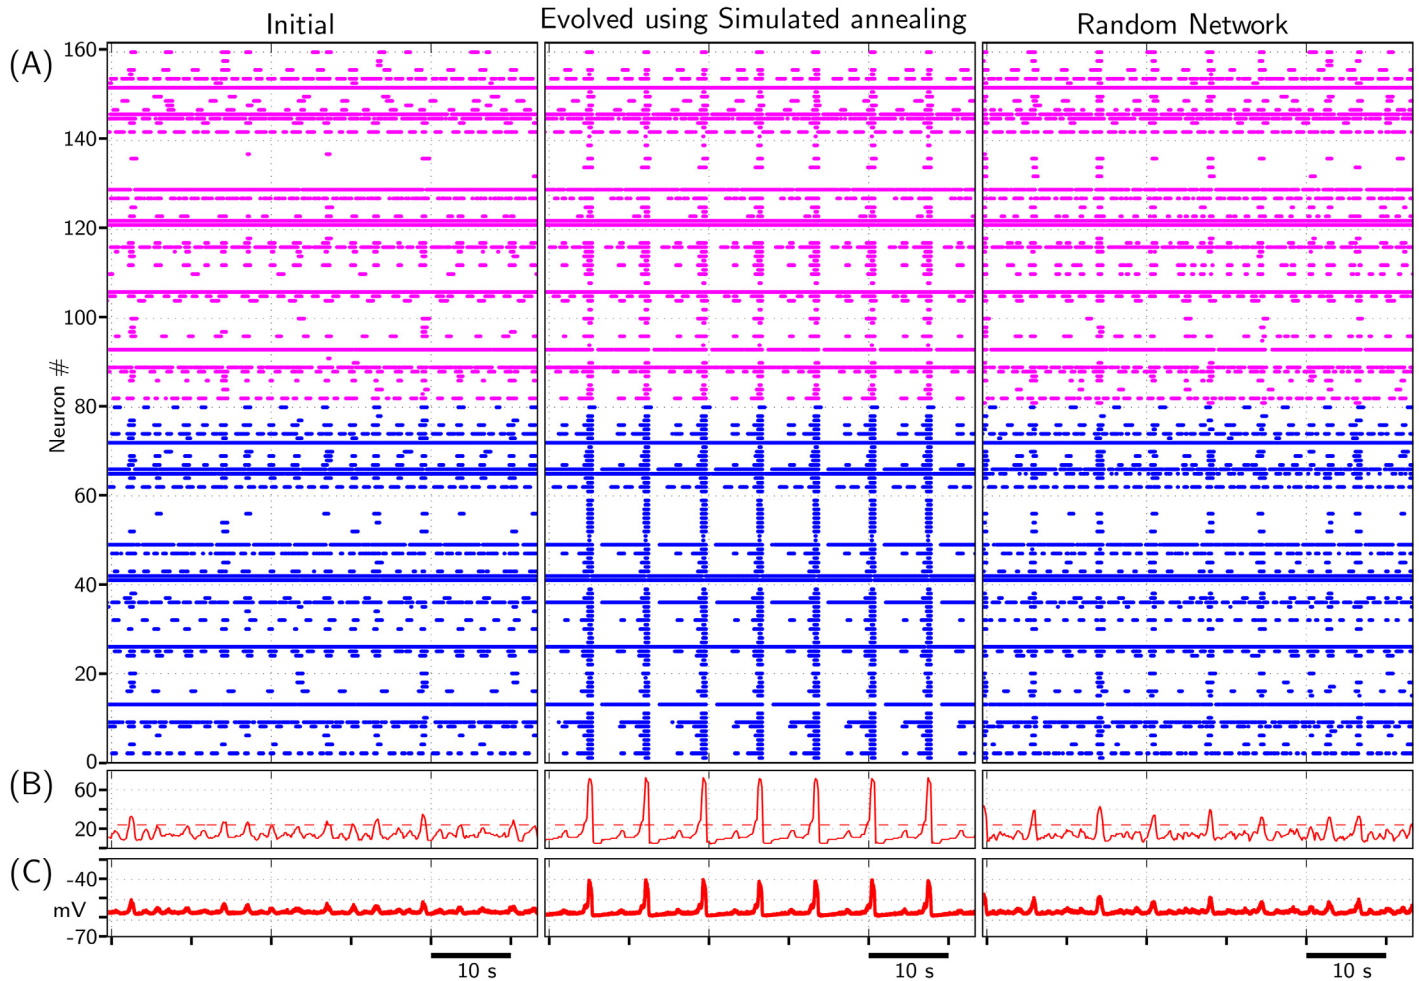 Initial
Evolved using Simulated annealing
Random Network
(A)
160
140
120
100
80
60
40
20
0
Neuron #
(B)
60
20
(C)
-40
mV
-70
10 s
10 s
10 s